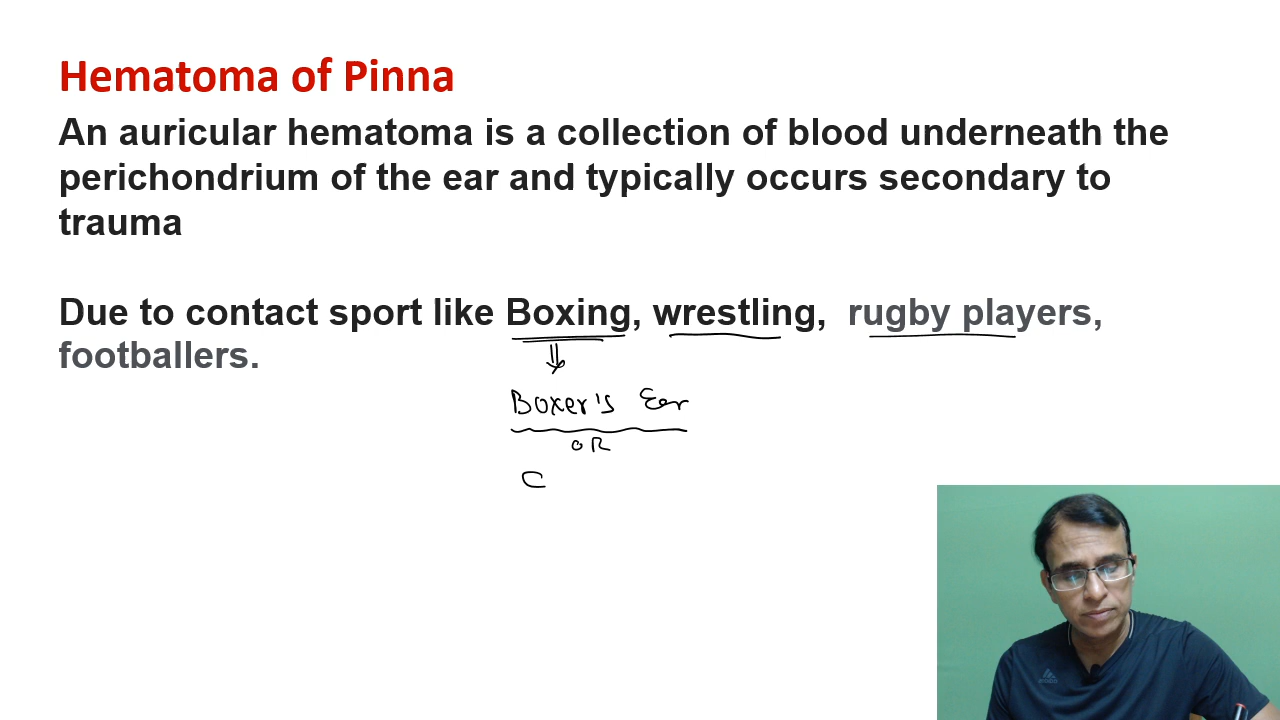 Hematoma of Pinna
An auricular hematoma is a collection of blood underneath the
perichondrium of the ear and typically occurs secondary to
trauma
Due to contact sport like Boxing, wrestling, rugby players,
footballers.
Boxer's Ear
OR
C